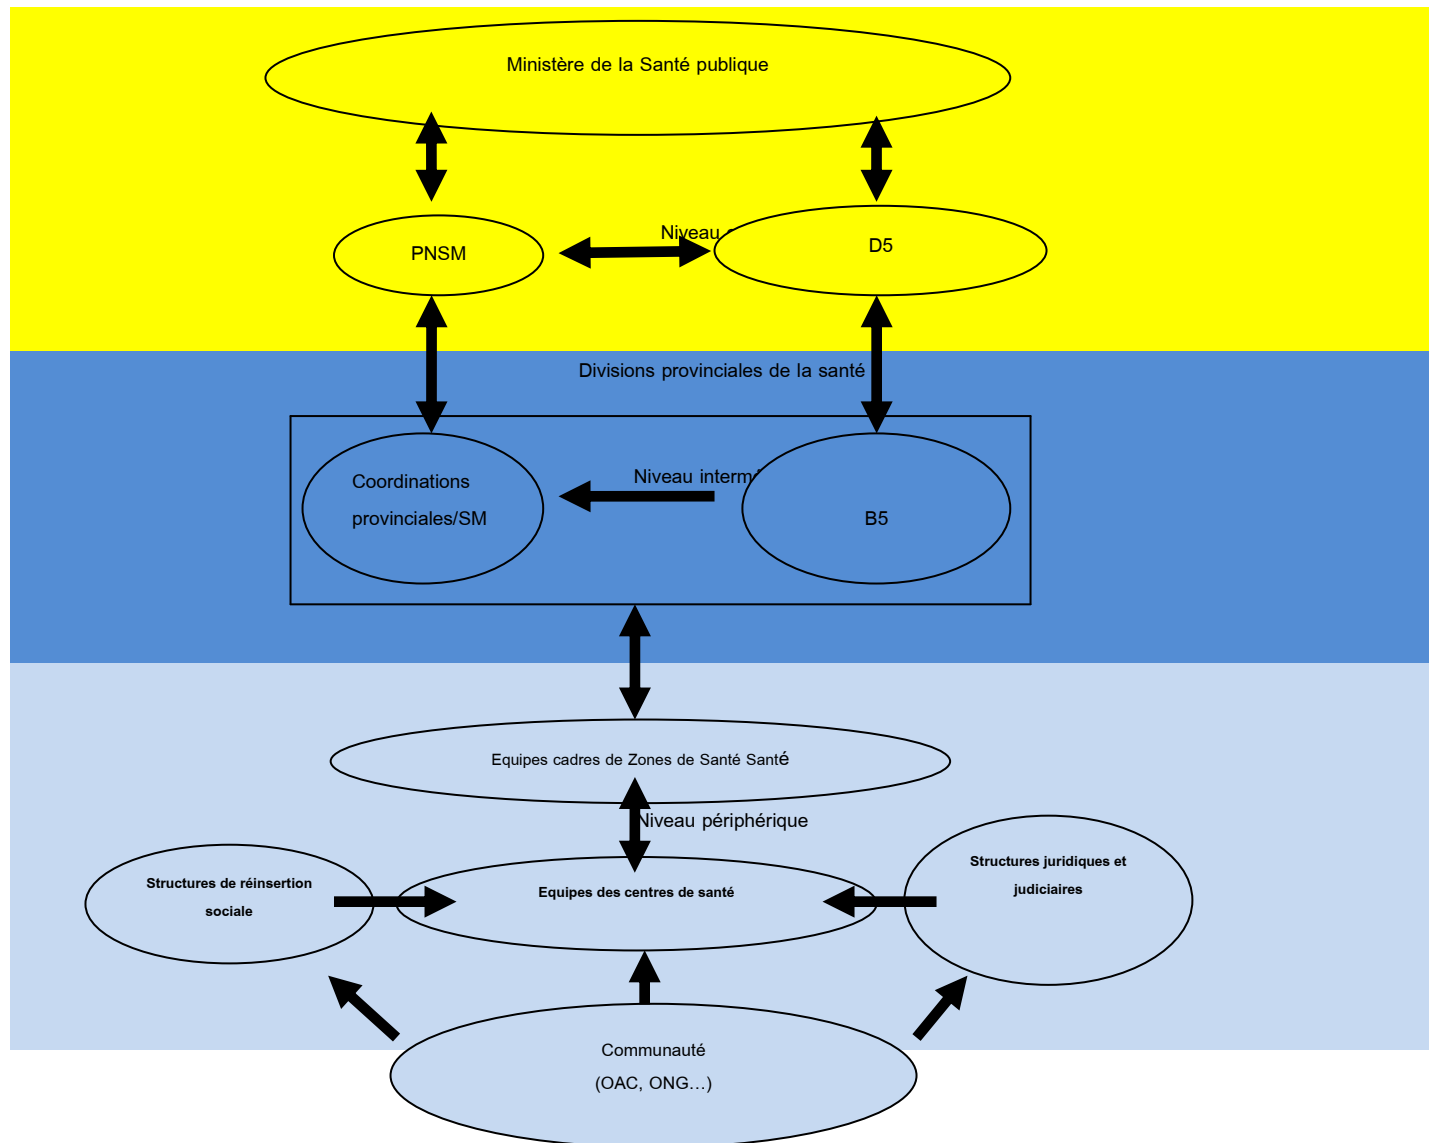 Ministère de la Santé publique
Niveau
PNSM
D5
Divisions provinciales de la santé
Coordinations
provinciales/SM
Niveau
B5
Equipes cadres de Zones de Santé Santé
Niveau périphérique
Structures de réinsertion
sociale
Equipes des centres de santé
Structures juridiques et
judiciaires
Communauté
(OAC, ONG…)